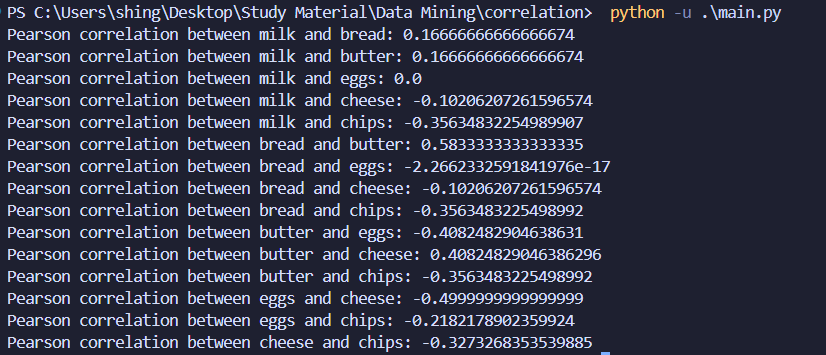 PS C:\Users\shing\Desktop\Study Material\Data Mining\correlation> python -u .\main.py
Pearson correlation between milk and bread: 0.16666666666666674
Pearson correlation between milk and butter: 0.16666666666666674
Pearson correlation between milk and eggs: 0.0
Pearson correlation between milk and cheese: -0.10206207261596574
Pearson correlation between milk and chips: -0.35634832254989907
Pearson correlation between bread and butter: 0.5833333333333335
Pearson correlation between bread and eggs: -2.2662332591841976e-17
Pearson correlation between bread and cheese: -0.10206207261596574
Pearson correlation between bread and chips: -0.3563483225498992
Pearson correlation between butter and eggs: -0.4082482904638631
Pearson correlation between butter and cheese: 0.40824829046386296
Pearson correlation between butter and chips: -0.3563483225498992
Pearson correlation between eggs and cheese: -0.4999999999999999
Pearson correlation between eggs and chips: -0.2182178902359924
Pearson correlation between cheese and chips: -0.3273268353539885